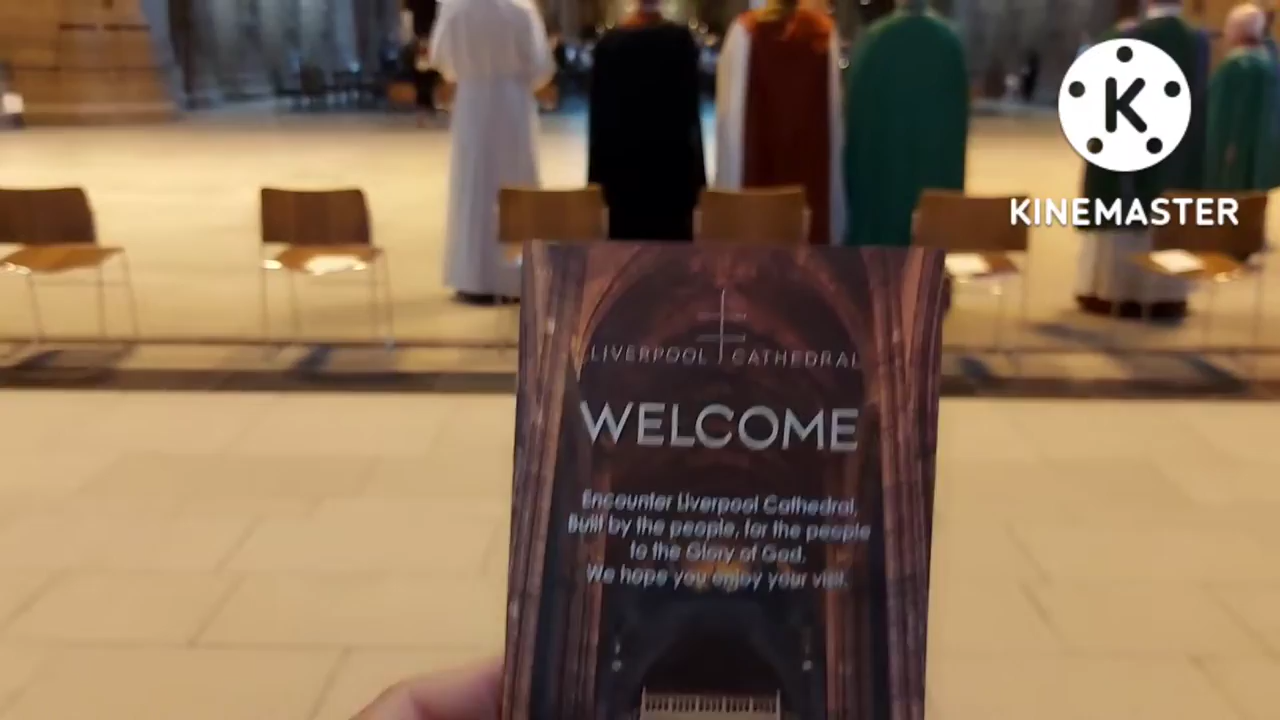 K
KINEMASTER
LIVERPOOL CATHEDRAL
WELCOME
Encounter Liverpool Cathedral.
Built by the people, for the people
to the Glory of God.
We hope you enjoy your visit.